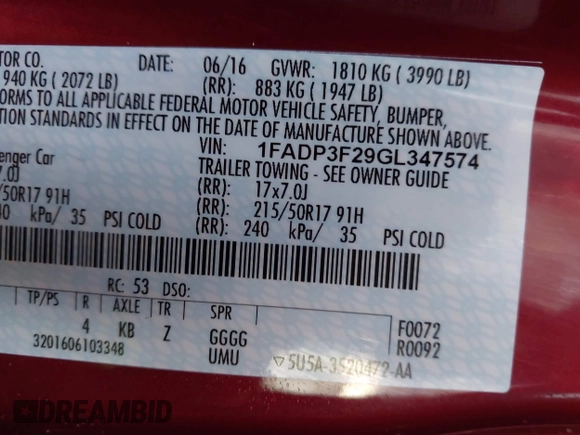 TOR CO. DATE: 06/16 GVWR: 1810 KG ( 3990 LB)
940 KG ( 2072 LB) (RR): 883 KG ( 1947 LB)
FORMS TO ALL APPLICABLE FEDERAL MOTOR VEHICLE SAFETY, BUMPER,
TION STANDARDS IN EFFECT ON THE DATE OF MANUFACTURE SHOWN ABOVE.
VIN: 1FADP3F29GL347574
enger Car TRAILER TOWING - SEE OWNER GUIDE
7.0J (RR): 17x7.0J
50R17 91H (RR): 215/50R17 91H
40 kPa/ 35 PSI COLD (RR): 240 kPa/ 35 PSI COLD
RC: 53 DSO:
TP/PS R AXLE TR SPR F0072
4 KB Z GGGG R0092
3201606103348 UMU 5U5A-3520472-AA
DREAMBID